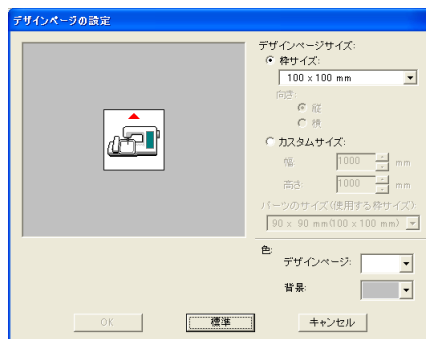 デザインページの設定
デザインページサイズ:
枠サイズ:
100 x 100 mm
向き:
縦
横
カスタムサイズ:
幅 1000 mm
高さ 1000 mm
パーツのサイズ(使用する枠サイズ):
90 x 90 mm(100 x 100 mm)
色:
デザインページ:
背景:
OK 標準 キャンセル